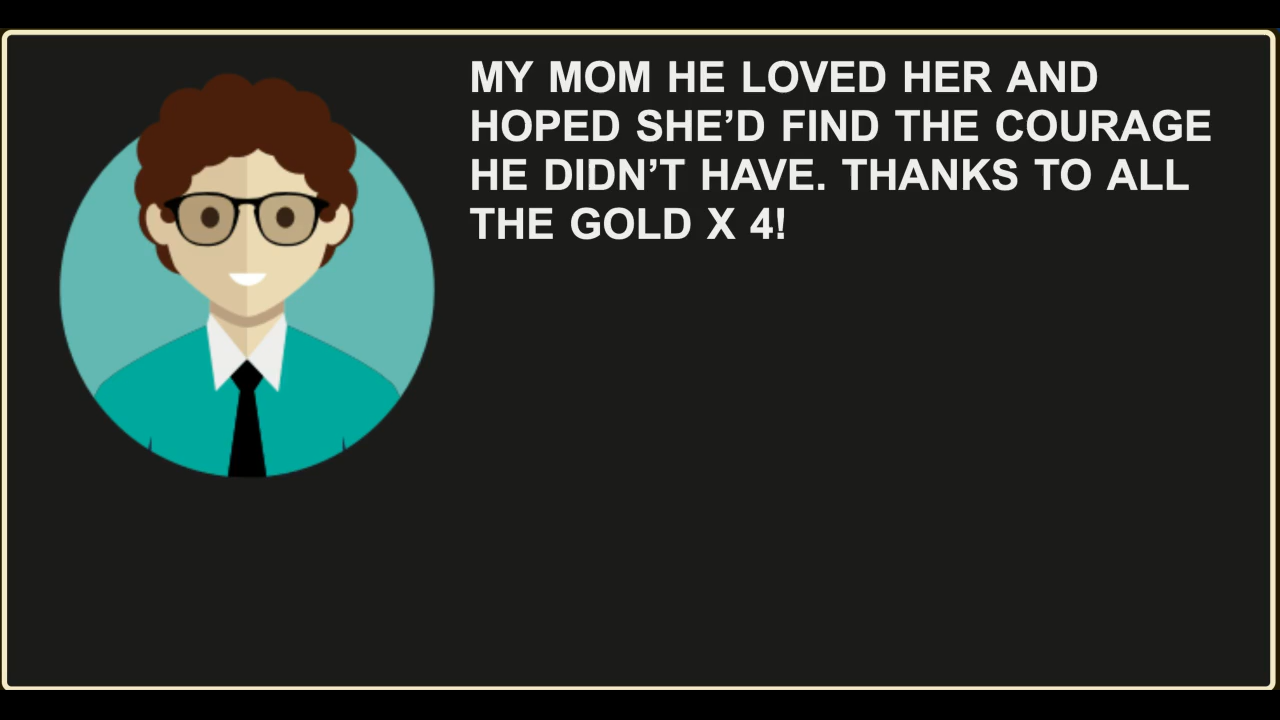 MY MOM HE LOVED HER AND
HOPED SHE’D FIND THE COURAGE
HE DIDN’T HAVE. THANKS TO ALL
THE GOLD X 4!